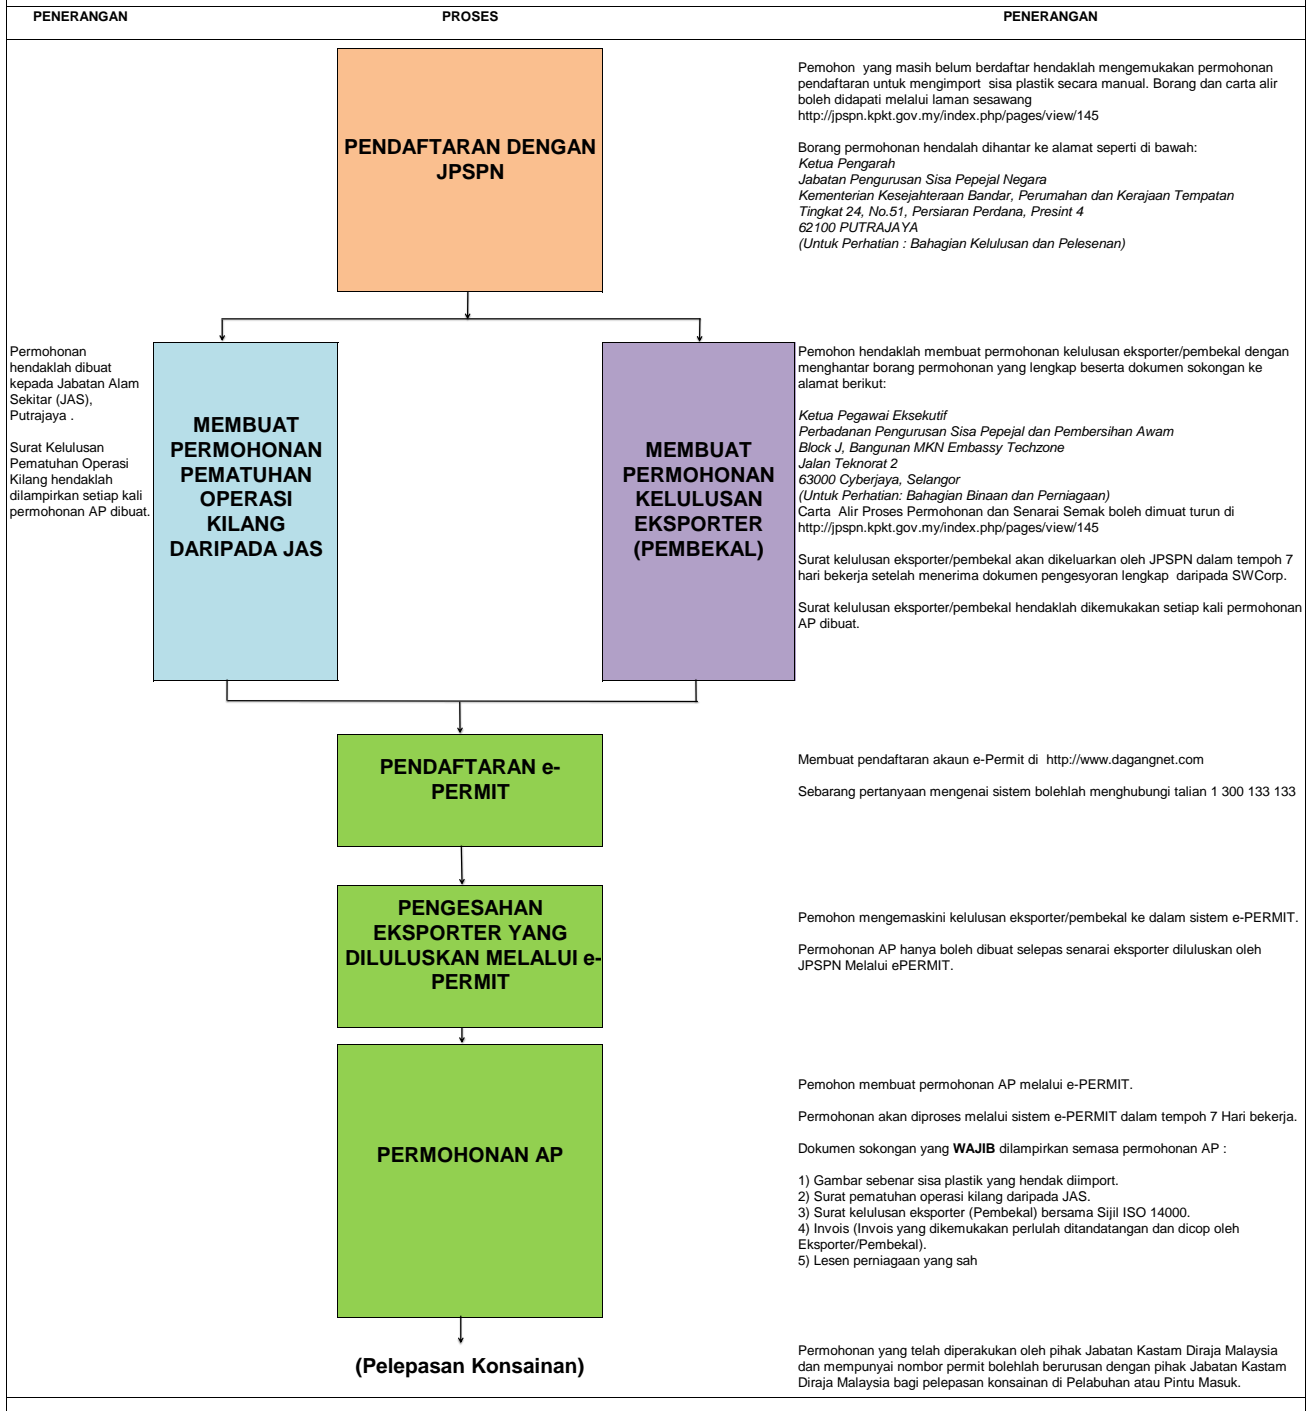 PENERANGAN
PROSES
PENERANGAN
PENDAFTARAN DENGAN
JPSPN
Pemohon yang masih belum berdaftar hendaklah mengemukakan permohonan
pendaftaran untuk mengimport sisa plastik secara manual. Borang dan carta alir
boleh didapati melalui laman sesawang
http://jpspn.kpkt.gov.my/index.php/pages/view/145
Borang permohonan hendalah dihantar ke alamat seperti di bawah:
Ketua Pengarah
Jabatan Pengurusan Sisa Pepejal Negara
Kementerian Kesejahteraan Bandar, Perumahan dan Kerajaan Tempatan
Tingkat 24, No.51, Persiaran Perdana, Presint 4
62100 PUTRAJAYA
(Untuk Perhatian : Bahagian Kelulusan dan Pelesenan)
Permohonan
hendaklah dibuat
kepada Jabatan Alam
Sekitar (JAS),
Putrajaya .
Surat Kelulusan
Pematuhan Operasi
Kilang hendaklah
dilampirkan setiap kali
permohonan AP dibuat.
MEMBUAT
PERMOHONAN
PEMATUHAN
OPERASI
KILANG
DARIPADA JAS
MEMBUAT
PERMOHONAN
KELULUSAN
EKSPORTER
(PEMBEKAL)
Pemohon hendaklah membuat permohonan kelulusan eksporter/pembekal dengan
menghantar borang permohonan yang lengkap beserta dokumen sokongan ke
alamat berikut:
Ketua Pegawai Eksekutif
Perbadanan Pengurusan Sisa Pepejal dan Pembersihan Awam
Block J, Bangunan MKN Embassy Techzone
Jalan Teknorat 2
63000 Cyberjaya, Selangor
(Untuk Perhatian: Bahagian Binaan dan Perniagaan)
Carta Alir Proses Permohonan dan Senarai Semak boleh dimuat turun di
http://jpspn.kpkt.gov.my/index.php/pages/view/145
Surat kelulusan eksporter/pembekal akan dikeluarkan oleh JPSPN dalam tempoh 7
hari bekerja setelah menerima dokumen pengesyoran lengkap daripada SWCorp.
Surat kelulusan eksporter/pembekal hendaklah dikemukakan setiap kali permohonan
AP dibuat.
PENDAFTARAN e-
PERMIT
Membuat pendaftaran akaun e-Permit di http://www.dagangnet.com
Sebarang pertanyaan mengenai sistem bolehlah menghubungi talian 1 300 133 133
PENGESAHAN
EKSPORTER YANG
DILULUSKAN MELALUI e-
PERMIT
Pemohon mengemaskini kelulusan eksporter/pembekal ke dalam sistem e-PERMIT.
Permohonan AP hanya boleh dibuat selepas senarai eksporter diluluskan oleh
JPSPN Melalui ePERMIT.
PERMOHONAN AP
Pemohon membuat permohonan AP melalui e-PERMIT.
Permohonan akan diproses melalui sistem e-PERMIT dalam tempoh 7 Hari bekerja.
Dokumen sokongan yang WAJIB dilampirkan semasa permohonan AP :
1) Gambar sebenar sisa plastik yang hendak diimport.
2) Surat pematuhan operasi kilang daripada JAS.
3) Surat kelulusan eksporter (Pembekal) bersama Sijil ISO 14000.
4) Invois (Invois yang dikemukakan perlulah ditandatangan dan dicop oleh
Eksporter/Pembekal).
5) Lesen perniagaan yang sah
(Pelepasan Konsainan)
Permohonan yang telah diperakukan oleh pihak Jabatan Kastam Diraja Malaysia
dan mempunyai nombor permit bolehlah berurusan dengan pihak Jabatan Kastam
Diraja Malaysia bagi pelepasan konsainan di Pelabuhan atau Pintu Masuk.